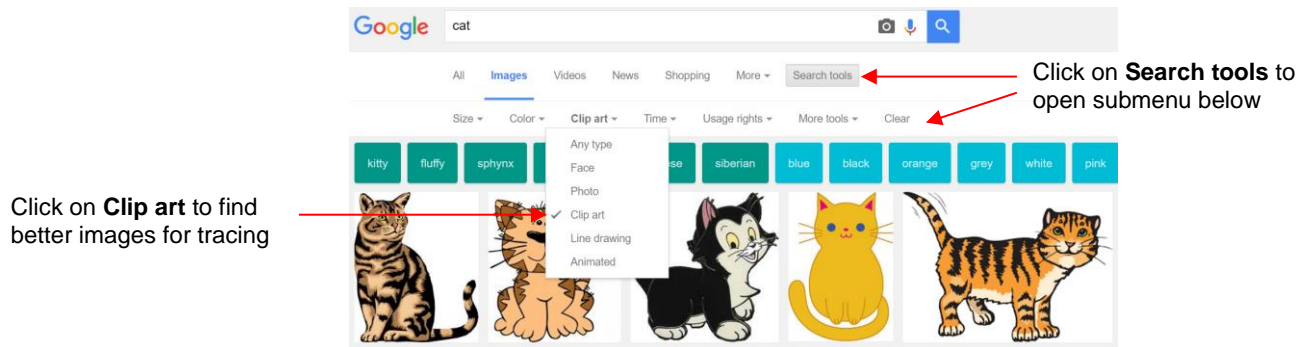 Google cat
All Images Videos News Shopping More Search tools
Click on Search tools to
open submenu below
Size Color Clip art Time Usage rights More tools Clear
Any type
Face
Photo
Clip art
Line drawing
Animated
kitty fluffy sphynx se siberian blue black orange grey white pink
Click on Clip art to find
better images for tracing